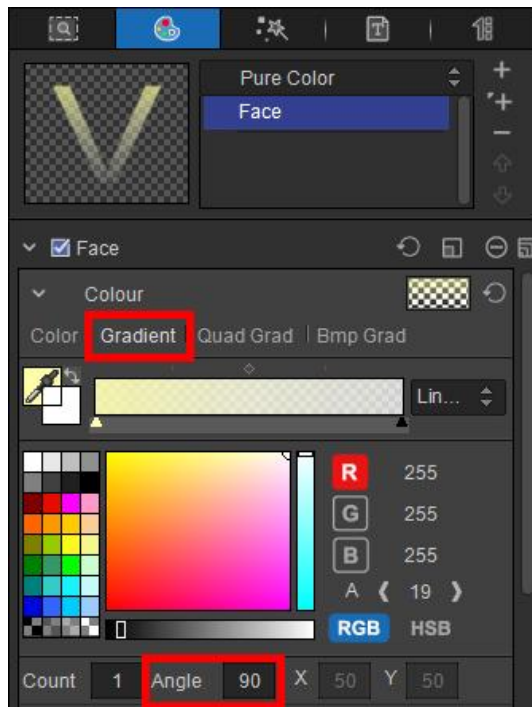 T
V
Pure Color
Face
Face
Colour
Color Gradient Quad Grad Bmp Grad
Lin...
R 255
G 255
B 255
A 19
RGB HSB
Count 1 Angle 90 X 50 Y 50